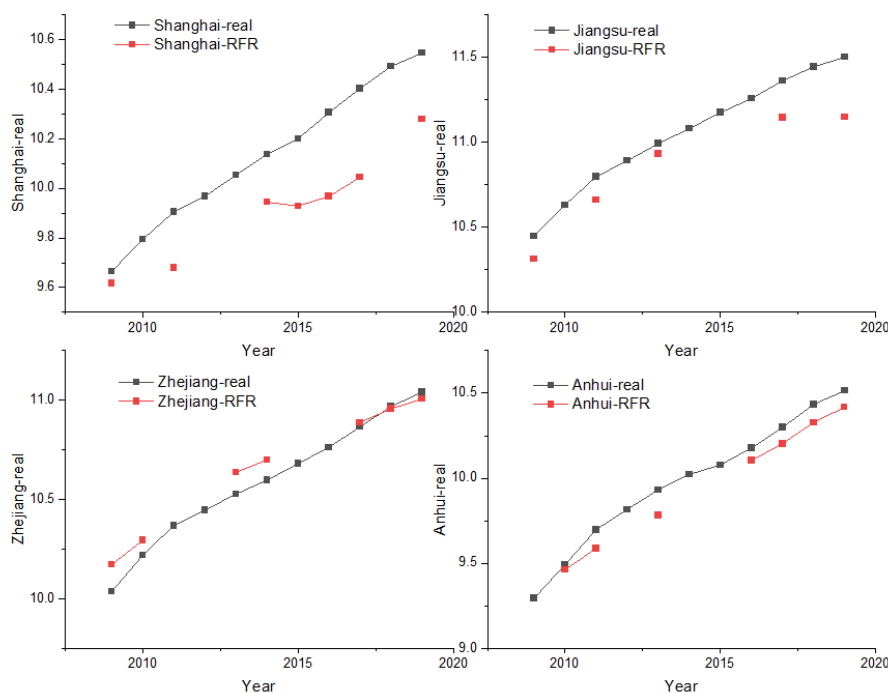 Shanghai-real
Shanghai-RFR
10.6
10.4
10.2
10.0
9.8
9.6
Shanghai-real
2010
2015
2020
Year
Jiangsu-real
Jiangsu-RFR
11.5
11.0
10.5
10.0
Jiangsu-real
2010
2015
2020
Year
Zhejiang-real
Zhejiang-RFR
11.0
10.5
10.0
Zhejiang-real
2010
2015
2020
Year
Anhui-real
Anhui-RFR
10.5
10.0
9.5
9.0
Anhui-real
2010
2015
2020
Year